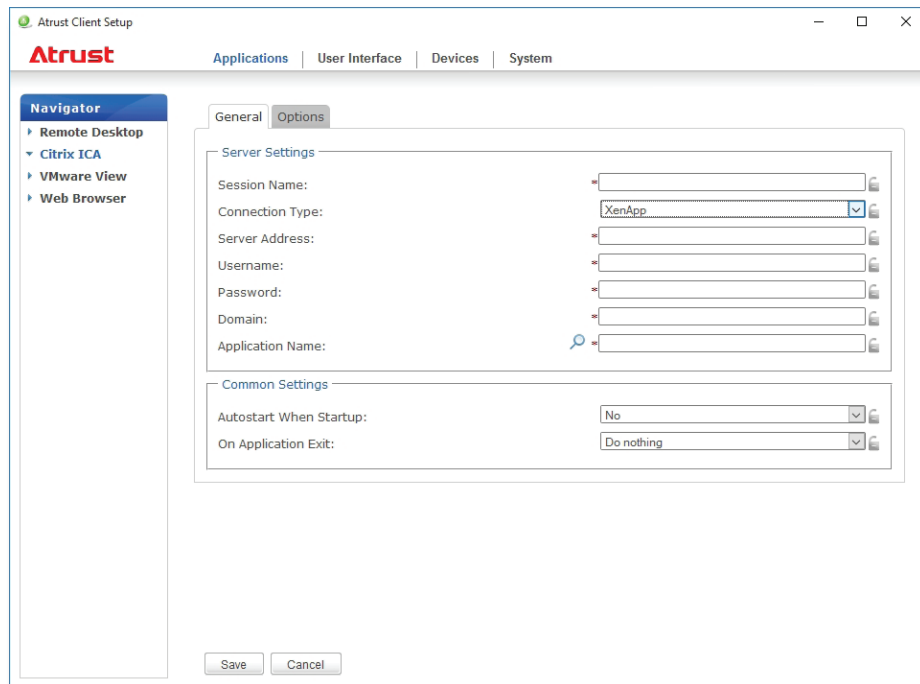 Atrust Client Setup
Atrust
Applications | User Interface | Devices | System
Navigator
Remote Desktop
Citrix ICA
VMware View
Web Browser
General Options
Server Settings
Session Name: *
Connection Type: XenApp
Server Address: *
Username: *
Password: *
Domain: *
Application Name: *
Common Settings
Autostart When Startup: No
On Application Exit: Do nothing
Save Cancel